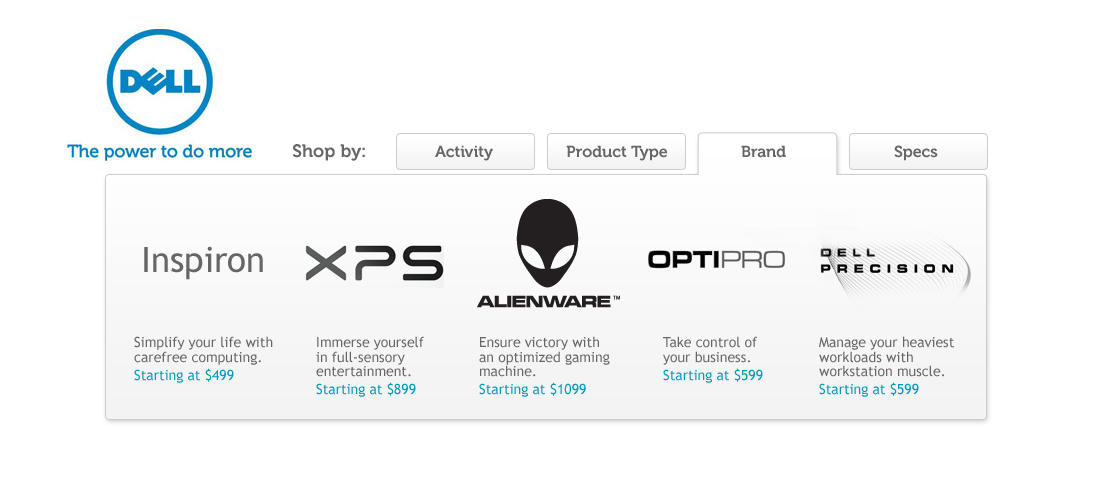 DELL
The power to do more
Shop by:
Activity
Product Type
Brand
Specs
Inspiron
Simplify your life with
carefree computing.
Starting at $499
XPS
Immerse yourself
in full-sensory
entertainment.
Starting at $899
ALIENWARE™
Ensure victory with
an optimized gaming
machine.
Starting at $1099
OPTIPRO
Take control of
your business.
Starting at $599
DELL
PRECISION
Manage your heaviest
workloads with
workstation muscle.
Starting at $599